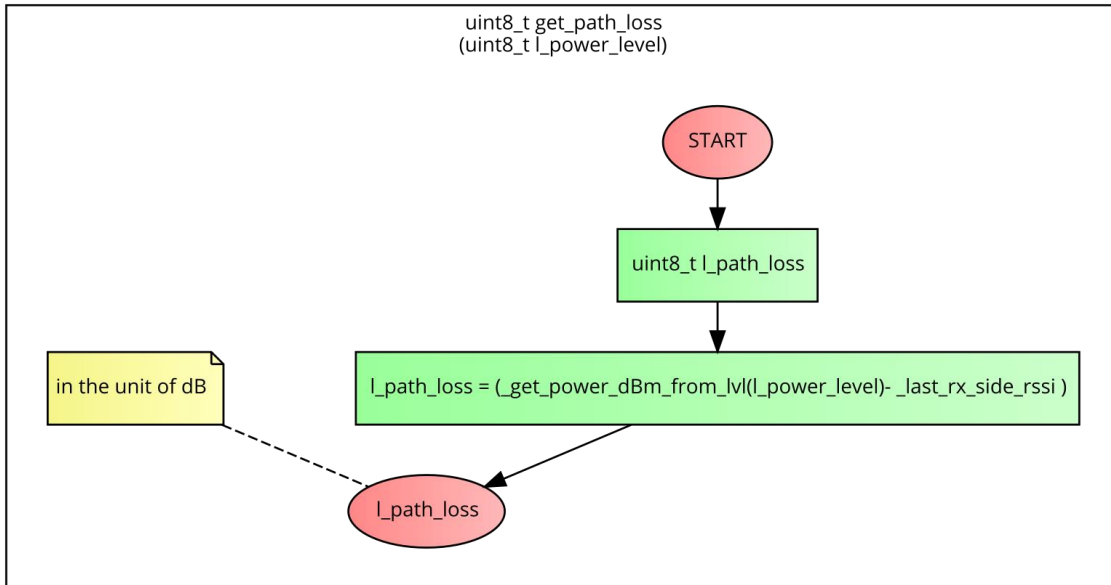 uint8_t get_path_loss
(uint8_t l_power_level)
START
uint8_t l_path_loss
in the unit of dB
l_path_loss = (_get_power_dBm_from_lvl(l_power_level)- _last_rx_side_rssi )
l_path_loss